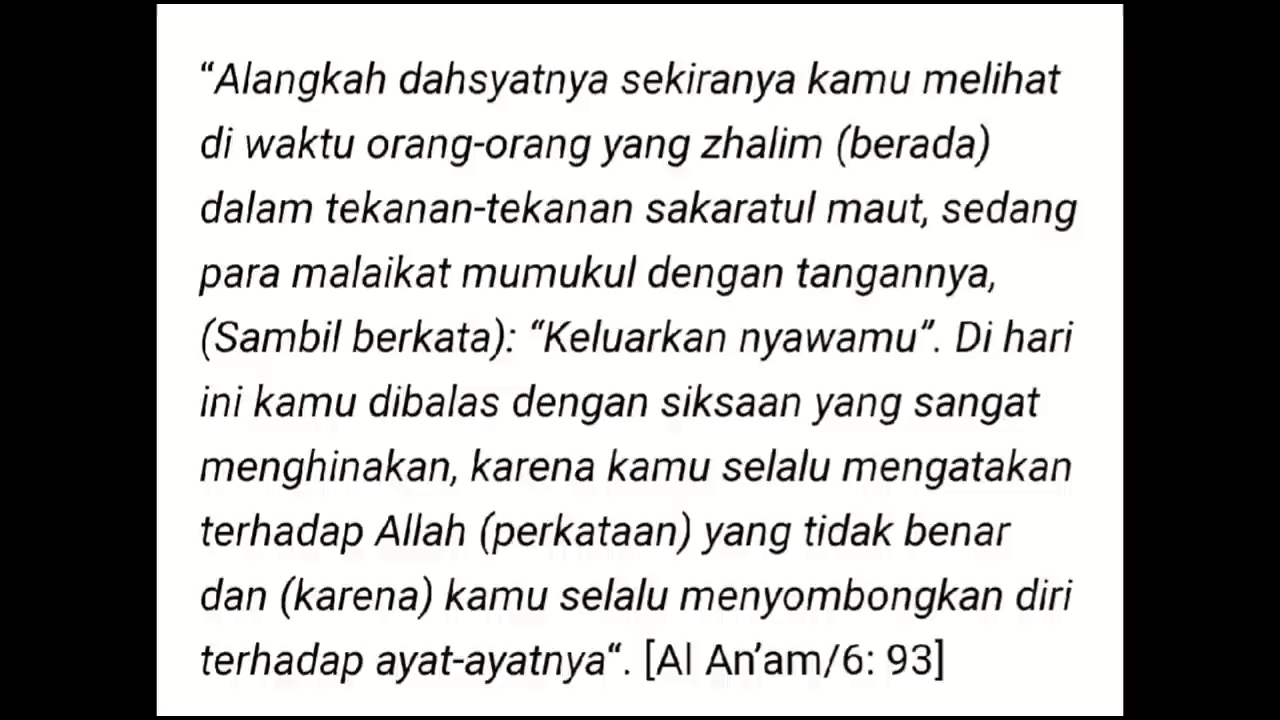 “Alangkah dahsyatnya sekiranya kamu melihat
di waktu orang-orang yang zhalim (berada)
dalam tekanan-tekanan sakaratul maut, sedang
para malaikat mumukul dengan tangannya,
(Sambil berkata): “Keluarkan nyawamu”. Di hari
ini kamu dibalas dengan siksaan yang sangat
menghinakan, karena kamu selalu mengatakan
terhadap Allah (perkataan) yang tidak benar
dan (karena) kamu selalu menyombongkan diri
terhadap ayat-ayatnya“. [Al An’am/6: 93]